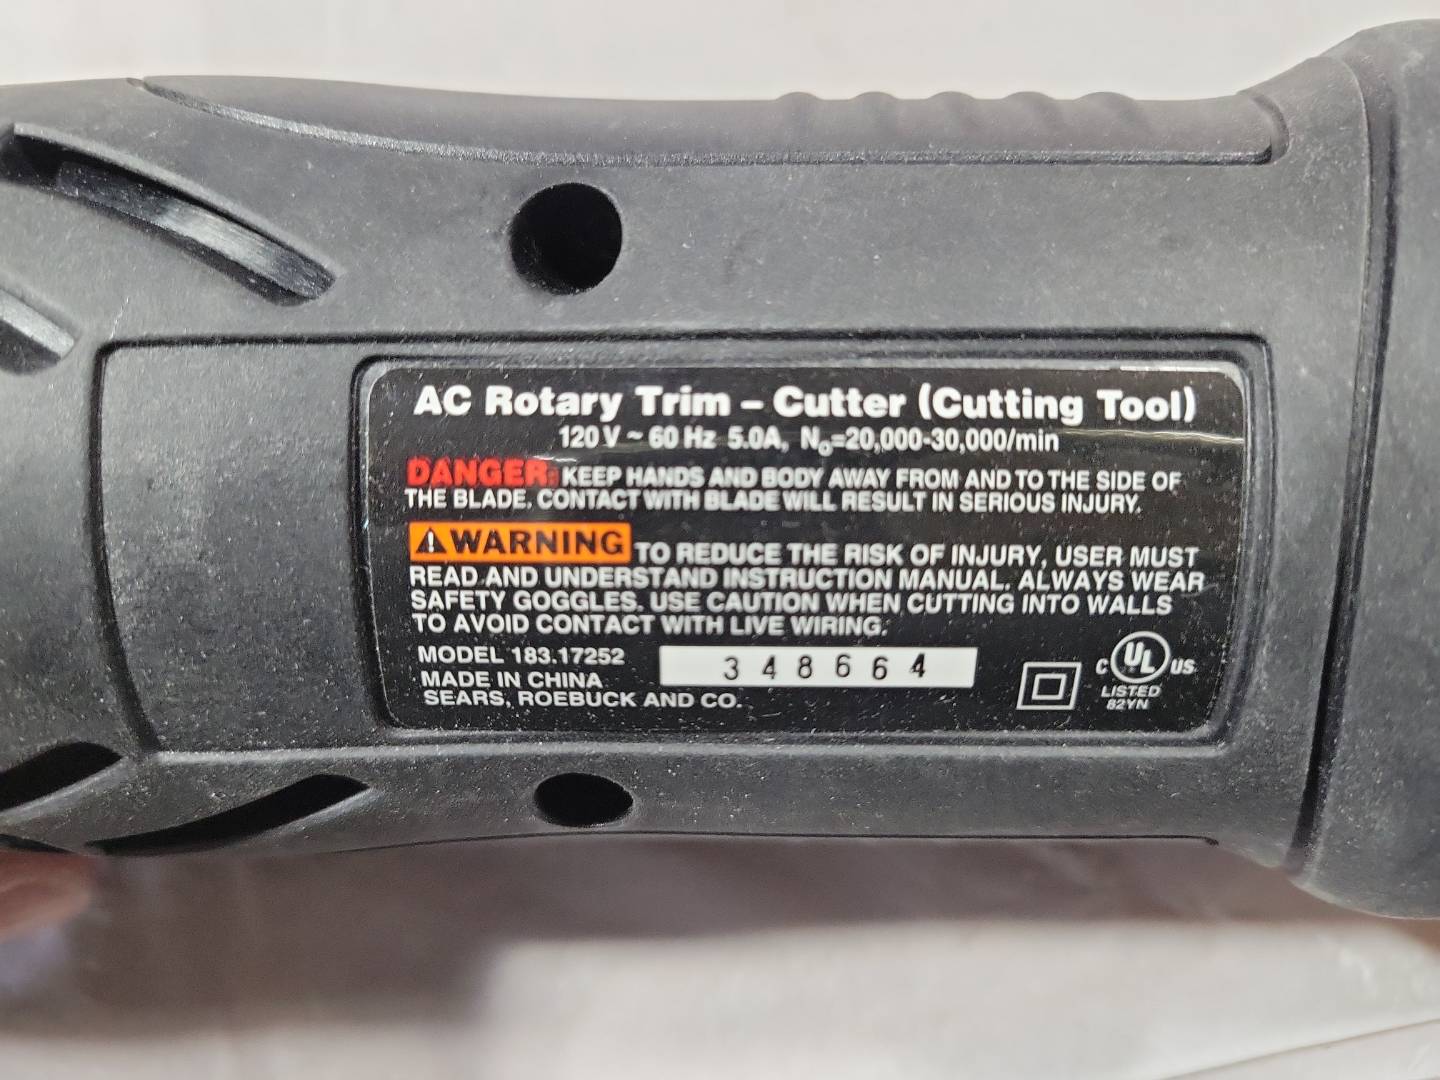 AC Rotary Trim – Cutter (Cutting Tool)
120 V ~ 60 Hz 5.0A, No=20,000-30,000/min
DANGER: KEEP HANDS AND BODY AWAY FROM AND TO THE SIDE OF
THE BLADE. CONTACT WITH BLADE WILL RESULT IN SERIOUS INJURY.
⚠WARNING TO REDUCE THE RISK OF INJURY, USER MUST
READ AND UNDERSTAND INSTRUCTION MANUAL. ALWAYS WEAR
SAFETY GOGGLES. USE CAUTION WHEN CUTTING INTO WALLS
TO AVOID CONTACT WITH LIVE WIRING.
MODEL 183.17252
MADE IN CHINA
SEARS, ROEBUCK AND CO.
348664
C UL US
LISTED
82YN